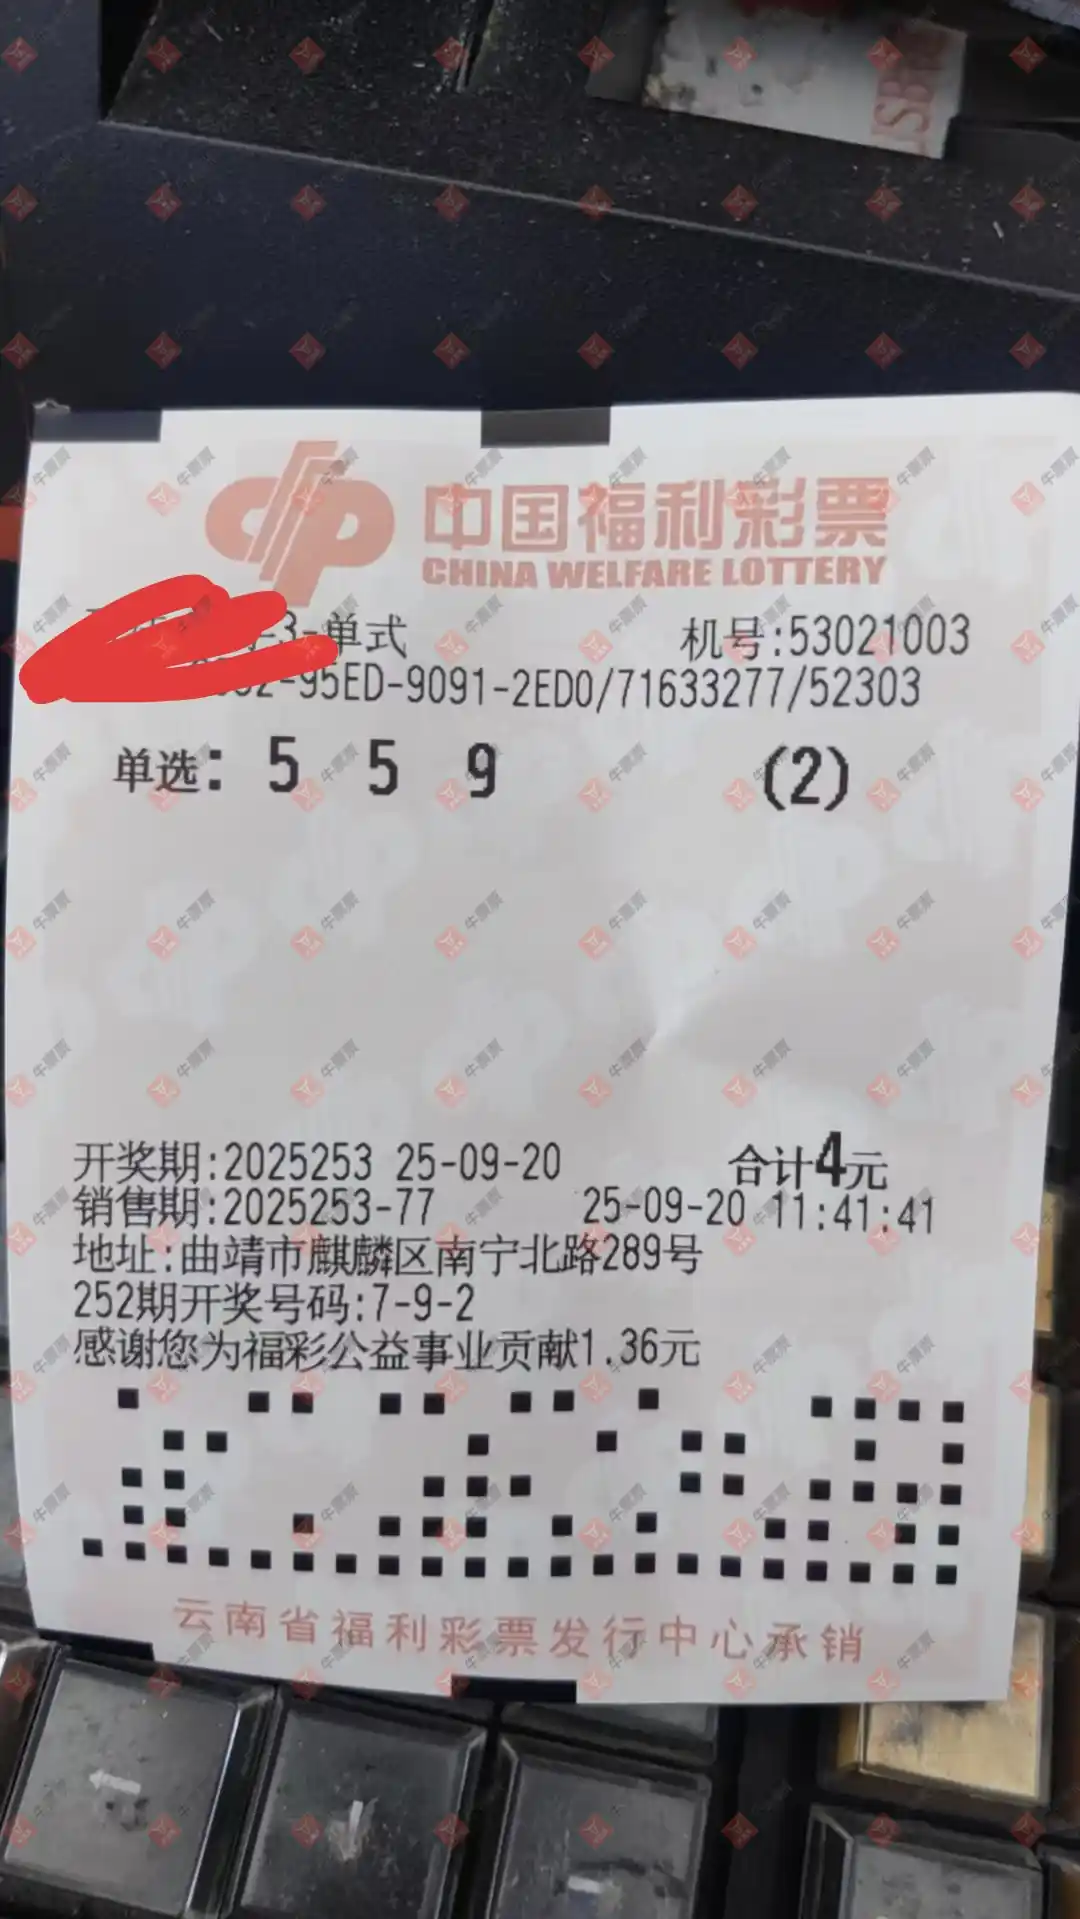 中国福利彩票
CHINA WELFARE LOTTERY
-3-单式 机号:53021003
-95ED-9091-2ED0/71633277/52303
单选: 5 5 9 (2)
开奖期:2025253 25-09-20 合计4元
销售期:2025253-77 25-09-20 11:41:41
地址:曲靖市麒麟区南宁北路289号
252期开奖号码:7-9-2
感谢您为福彩公益事业贡献1.36元
云南省福利彩票发行中心承销